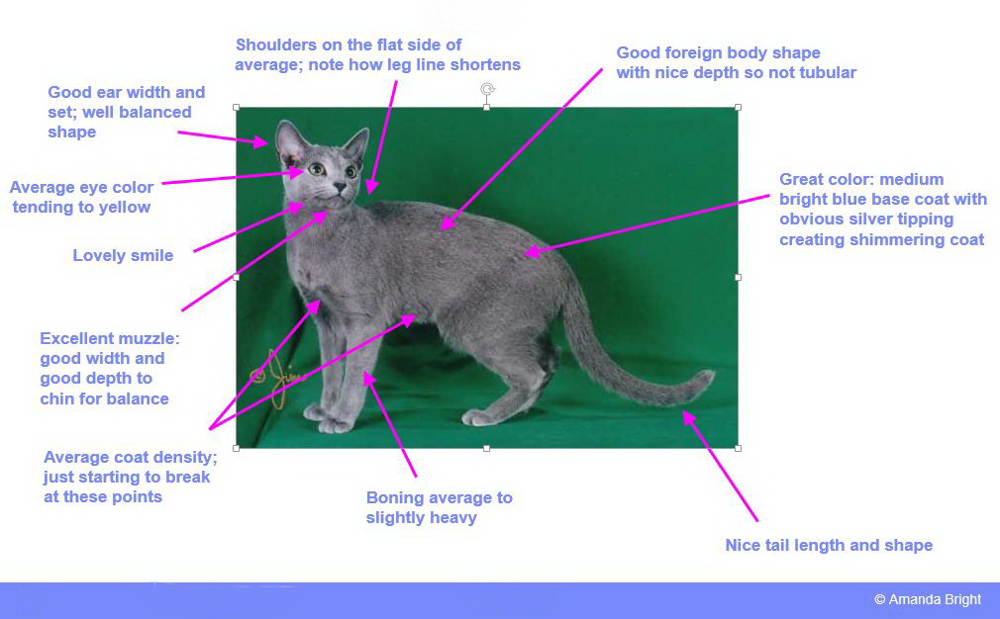 Shoulders on the flat side of
average; note how leg line shortens
Good foreign body shape
with nice depth so not tubular
Good ear width and
set; well balanced
shape
Average eye color
tending to yellow
Great color: medium
bright blue base coat with
obvious silver tipping
creating shimmering coat
Lovely smile
Excellent muzzle:
good width and
good depth to
chin for balance
© Jim
Average coat density;
just starting to break
at these points
Boning average to
slightly heavy
Nice tail length and shape
© Amanda Bright